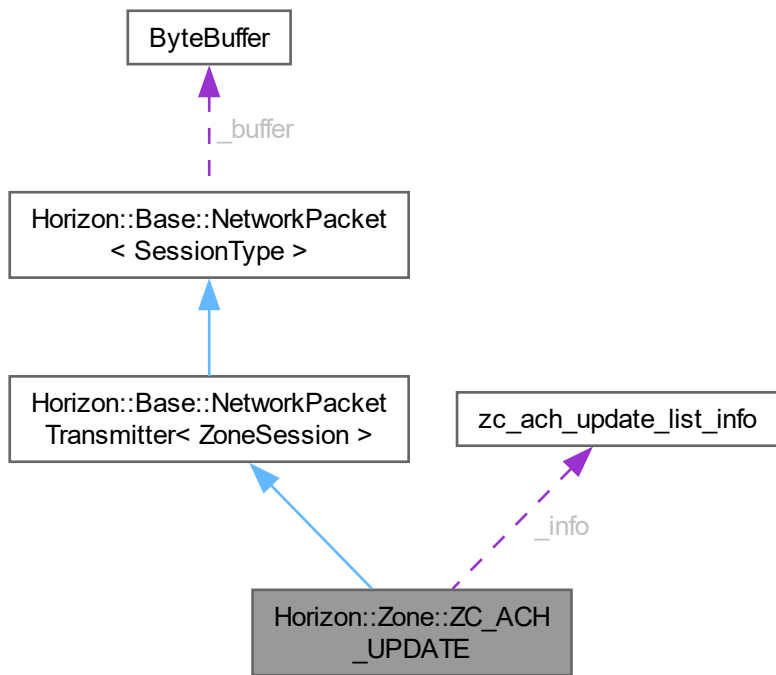 ByteBuffer
_buffer
Horizon::Base::NetworkPacket
< SessionType >
Horizon::Base::NetworkPacket
Transmitter< ZoneSession >
zc_ach_update_list_info
_info
Horizon::Zone::ZC_ACH
_UPDATE